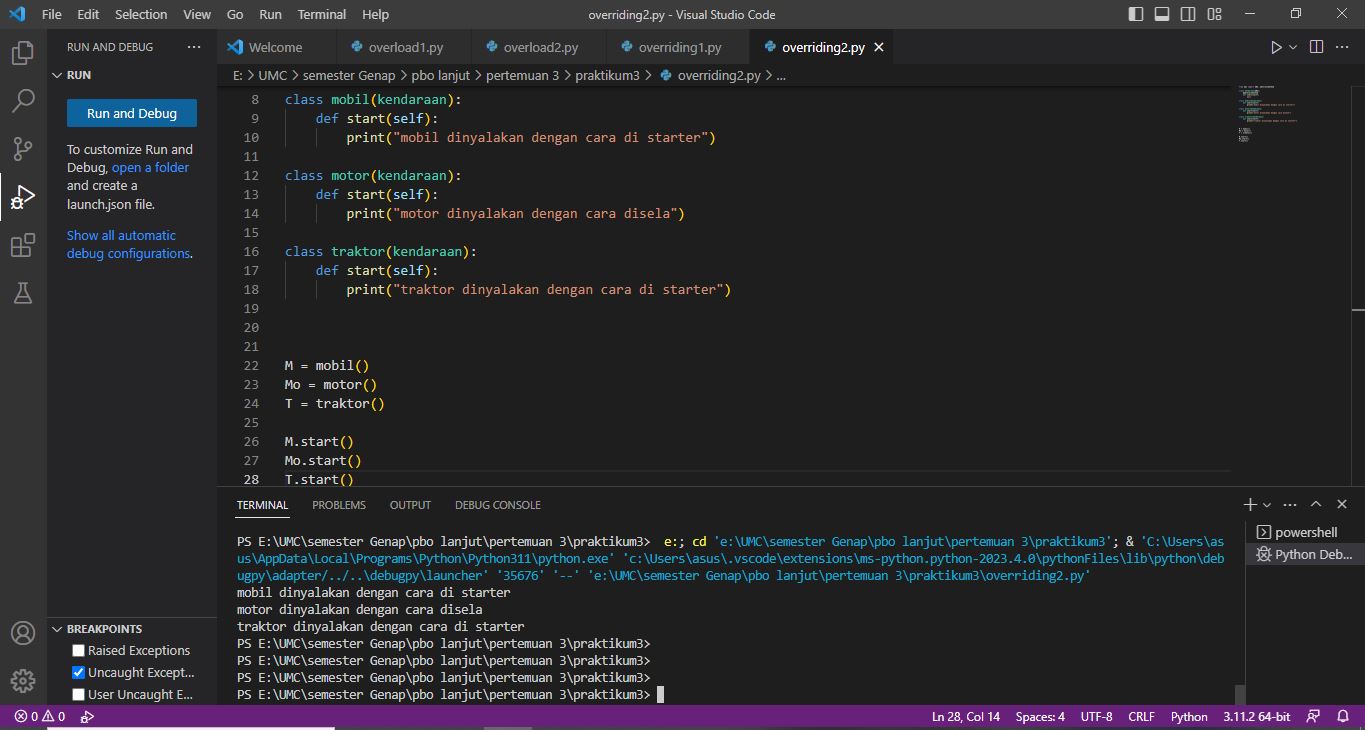 File Edit Selection View Go Run Terminal Help overriding2.py - Visual Studio Code
RUN AND DEBUG ...
Welcome overload1.py overload2.py overriding1.py overriding2.py
RUN
E: > UMC > semester Genap > pbo lanjut > pertemuan 3 > praktikum3 > overriding2.py > ...
Run and Debug
To customize Run and
Debug, open a folder
and create a
launch.json file.
Show all automatic
debug configurations.
8 class mobil(kendaraan):
9 def start(self):
10 print("mobil dinyalakan dengan cara di starter")
11
12 class motor(kendaraan):
13 def start(self):
14 print("motor dinyalakan dengan cara disela")
15
16 class traktor(kendaraan):
17 def start(self):
18 print("traktor dinyalakan dengan cara di starter")
19
20
21
22 M = mobil()
23 Mo = motor()
24 T = traktor()
25
26 M.start()
27 Mo.start()
28 T.start()
TERMINAL PROBLEMS OUTPUT DEBUG CONSOLE
PS E:\UMC\semester Genap\pbo lanjut\pertemuan 3\praktikum3> e:; cd 'e:\UMC\semester Genap\pbo lanjut\pertemuan 3\praktikum3'; & 'C:\Users\as
us\AppData\Local\Programs\Python\Python311\python.exe' 'c:\Users\asus\.vscode\extensions\ms-python.python-2023.4.0\pythonFiles\lib\python\deb
ugpy\adapter/../..\debugpy\launcher' '35676' '--' 'e:\UMC\semester Genap\pbo lanjut\pertemuan 3\praktikum3\overriding2.py'
mobil dinyalakan dengan cara di starter
motor dinyalakan dengan cara disela
traktor dinyalakan dengan cara di starter
PS E:\UMC\semester Genap\pbo lanjut\pertemuan 3\praktikum3>
PS E:\UMC\semester Genap\pbo lanjut\pertemuan 3\praktikum3>
PS E:\UMC\semester Genap\pbo lanjut\pertemuan 3\praktikum3>
PS E:\UMC\semester Genap\pbo lanjut\pertemuan 3\praktikum3>
powershell
Python Deb...
BREAKPOINTS
Raised Exceptions
Uncaught Except...
User Uncaught E...
0 0 Ln 28, Col 14 Spaces: 4 UTF-8 CRLF Python 3.11.2 64-bit